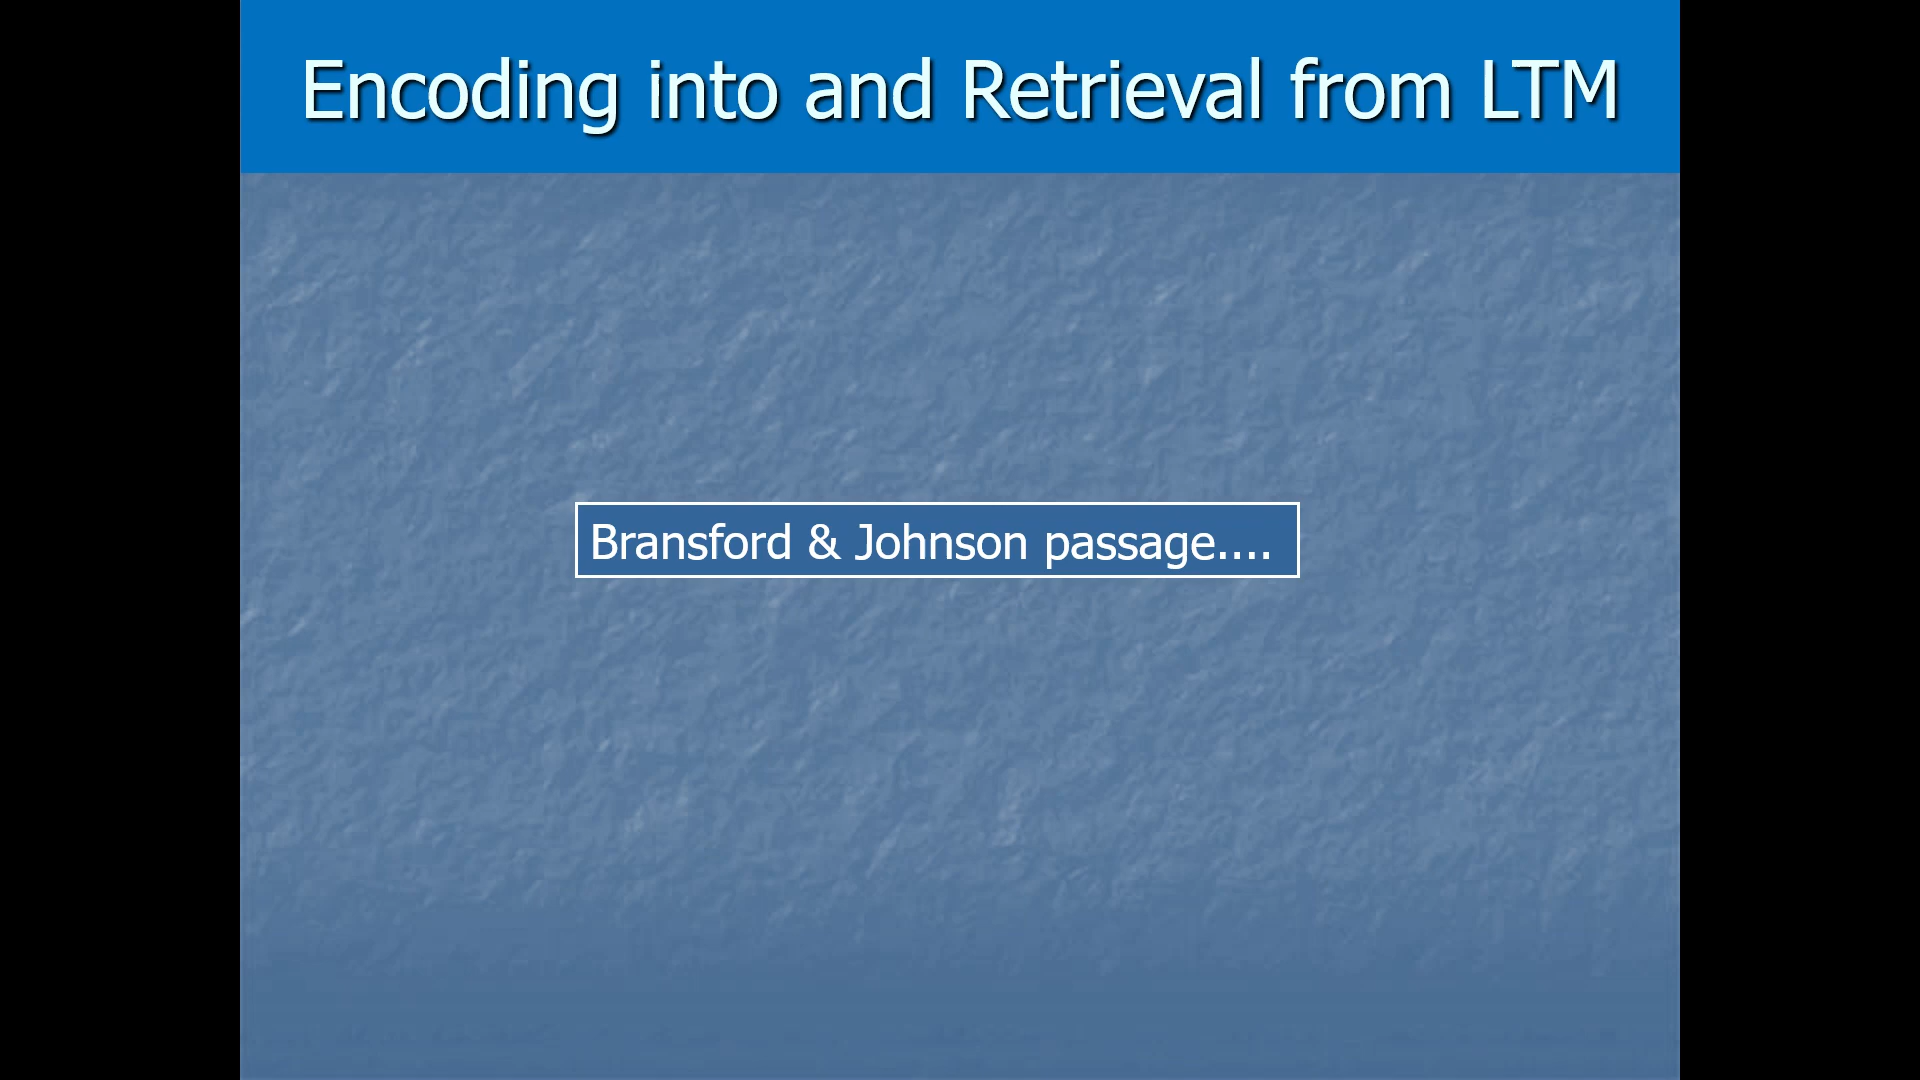 Encoding into and Retrieval from LTM
Bransford & Johnson passage....